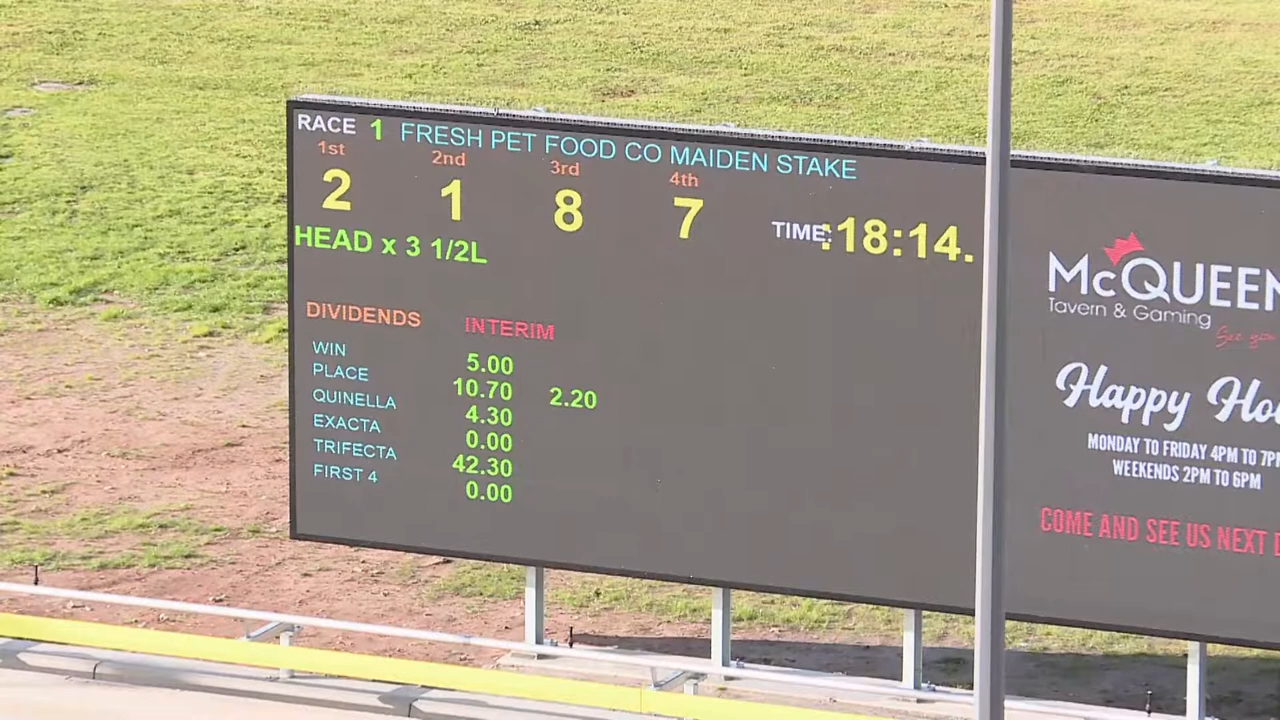 RACE 1 FRESH PET FOOD CO MAIDEN STAKE
1st 2nd 3rd 4th
2 1 8 7
TIME: :18:14.
HEAD x 3 1/2L
DIVIDENDS INTERIM
WIN 5.00
PLACE 10.70 2.20
QUINELLA 4.30
EXACTA 0.00
TRIFECTA 42.30
FIRST 4 0.00
McQUEEN
Tavern & Gaming
See you
Happy Ho
MONDAY TO FRIDAY 4PM TO 7P
WEEKENDS 2PM TO 6PM
COME AND SEE US NEXT